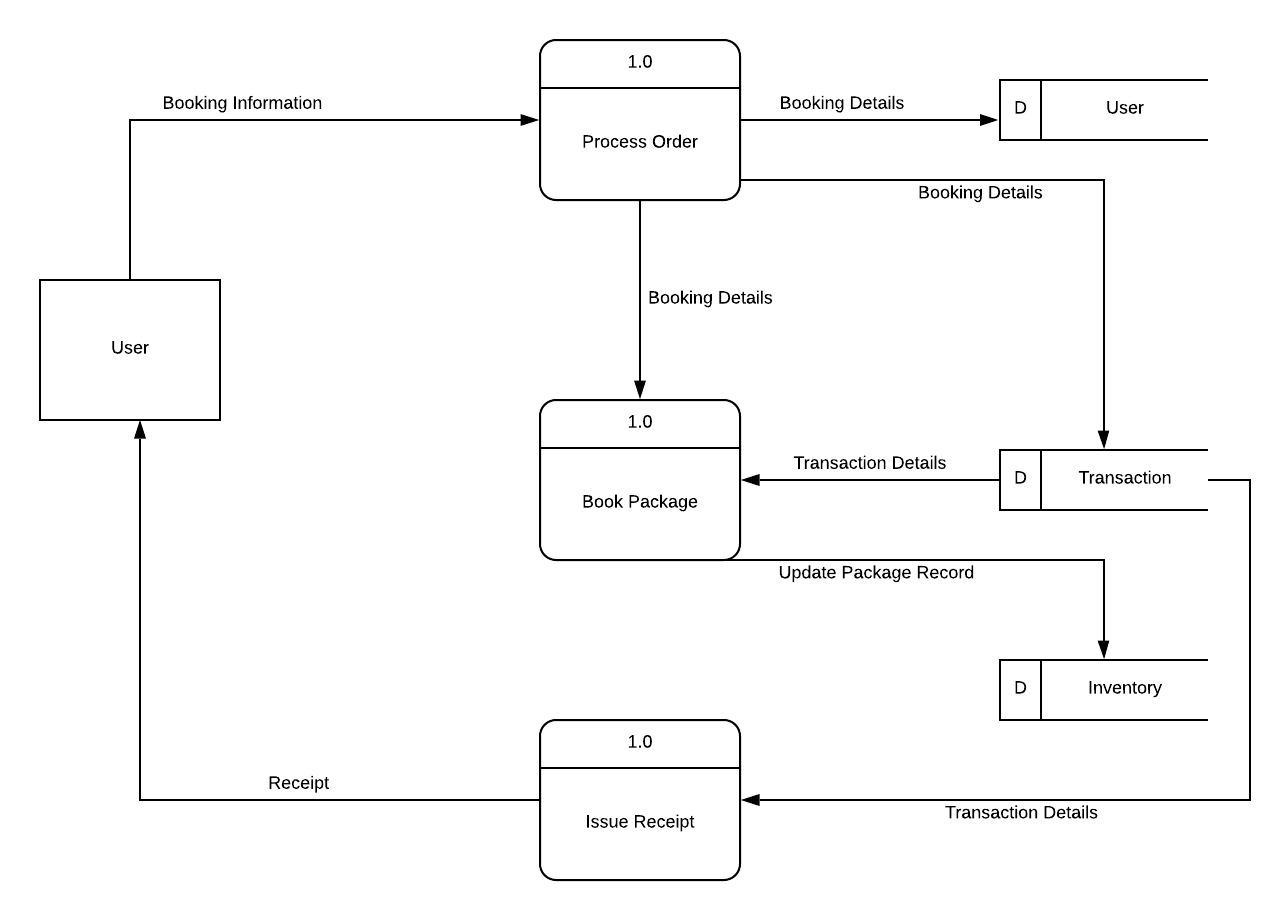 1.0
Booking Information
Booking Details
D
User
Process Order
Booking Details
Booking Details
User
1.0
Transaction Details
D
Transaction
Book Package
Update Package Record
D
Inventory
1.0
Receipt
Transaction Details
Issue Receipt